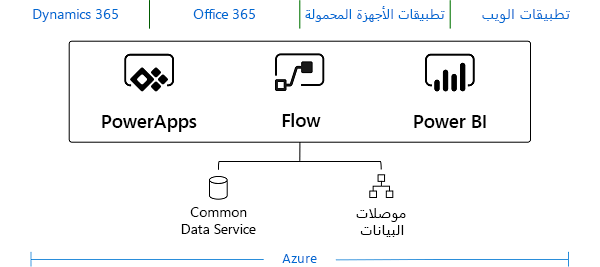 Dynamics 365
Office 365
تطبيقات الأجهزة المحمولة
تطبيقات الويب
PowerApps
Flow
Power BI
Common
Data Service
موصلات
البيانات
Azure